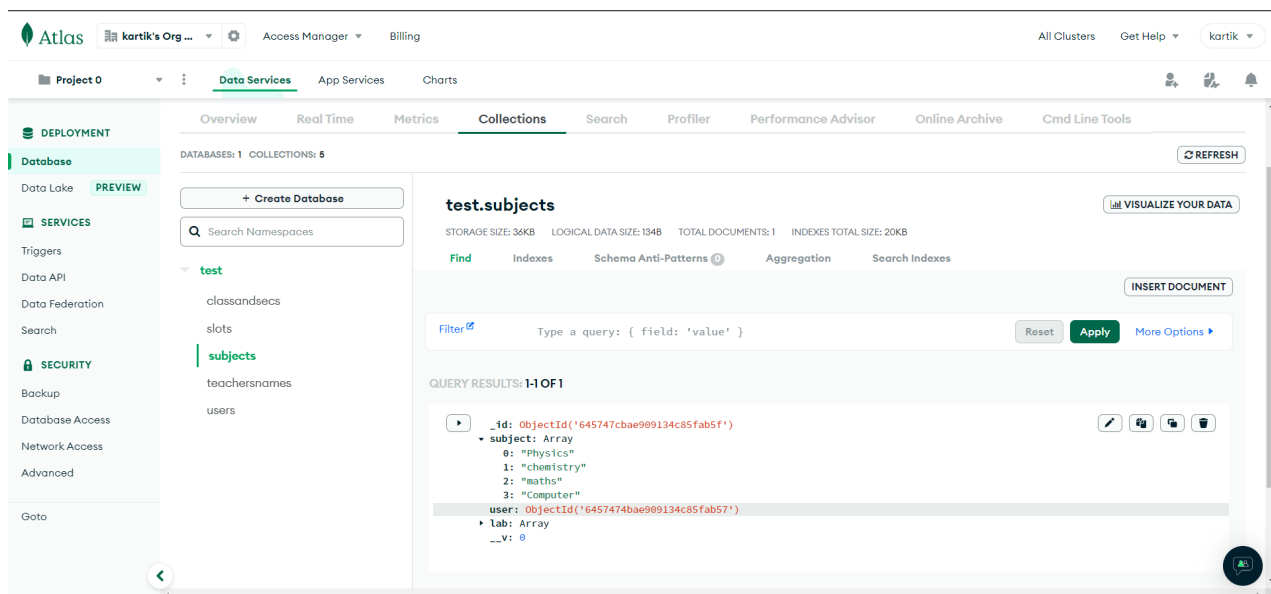 Atlas
kartik's Org ...
Access Manager
Billing
All Clusters
Get Help
kartik
Project 0
Data Services
App Services
Charts
DEPLOYMENT
Database
Data Lake PREVIEW
SERVICES
Triggers
Data API
Data Federation
Search
SECURITY
Backup
Database Access
Network Access
Advanced
Goto
Overview
Real Time
Metrics
Collections
Search
Profiler
Performance Advisor
Online Archive
Cmd Line Tools
DATABASES: 1 COLLECTIONS: 5
REFRESH
+ Create Database
Search Namespaces
test
classandsecs
slots
subjects
teachersnames
users
test.subjects
VISUALIZE YOUR DATA
STORAGE SIZE: 36KB LOGICAL DATA SIZE: 134B TOTAL DOCUMENTS: 1 INDEXES TOTAL SIZE: 20KB
Find
Indexes
Schema Anti-Patterns 0
Aggregation
Search Indexes
INSERT DOCUMENT
Filter
Type a query: { field: 'value' }
Reset
Apply
More Options
QUERY RESULTS: 1-1 OF 1
_id: ObjectId('645747cbae909134c85fab5f')
subject: Array
0: "Physics"
1: "chemistry"
2: "maths"
3: "Computer"
user: ObjectId('6457474bae909134c85fab57')
lab: Array
__v: 0